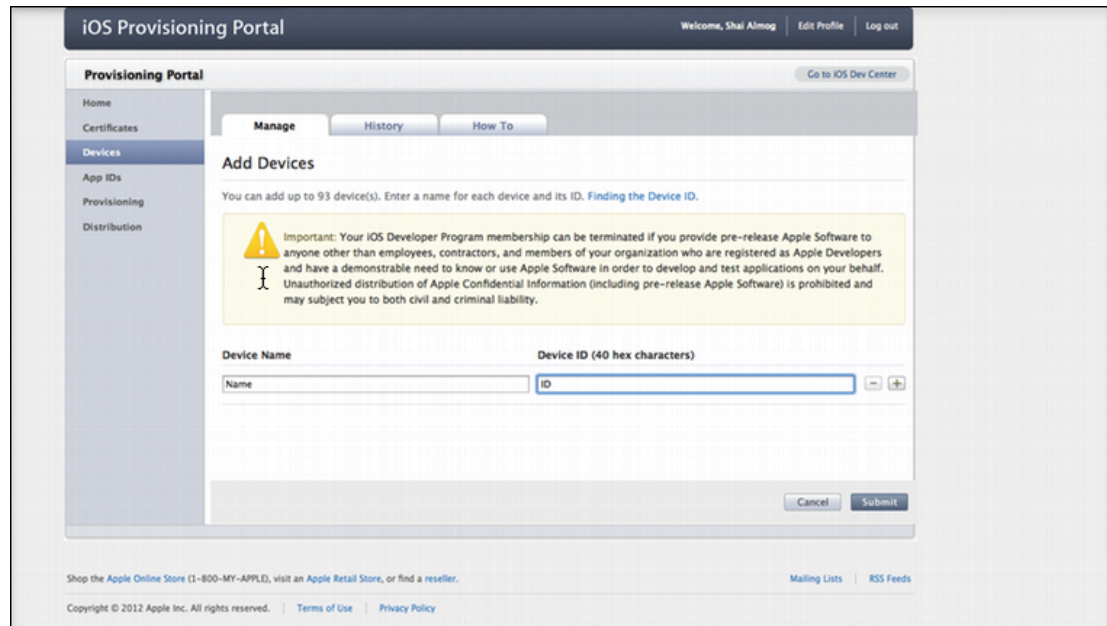 iOS Provisioning Portal
Welcome, Shai Almog
Edit Profile
Log out
Provisioning Portal
Go to iOS Dev Center
Home
Certificates
Devices
App IDs
Provisioning
Distribution
Manage
History
How To
Add Devices
You can add up to 93 device(s). Enter a name for each device and its ID. Finding the Device ID.
Important: Your iOS Developer Program membership can be terminated if you provide pre-release Apple Software to
anyone other than employees, contractors, and members of your organization who are registered as Apple Developers
and have a demonstrable need to know or use Apple Software in order to develop and test applications on your behalf.
Unauthorized distribution of Apple Confidential Information (including pre-release Apple Software) is prohibited and
may subject you to both civil and criminal liability.
Device Name
Device ID (40 hex characters)
Name
ID
Cancel
Submit
Shop the Apple Online Store (1-800-MY-APPLE), visit an Apple Retail Store, or find a reseller.
Mailing Lists
RSS Feeds
Copyright © 2012 Apple Inc. All rights reserved.
Terms of Use
Privacy Policy